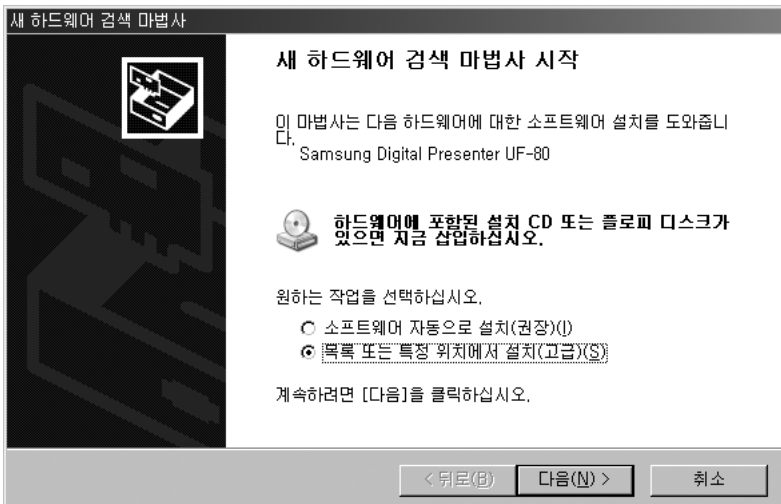 새 하드웨어 검색 마법사
새 하드웨어 검색 마법사 시작
이 마법사는 다음 하드웨어에 대한 소프트웨어 설치를 도와줍니
다.
Samsung Digital Presenter UF-80
하드웨어에 포함된 설치 CD 또는 플로피 디스크가
있으면 지금 삽입하십시오.
원하는 작업을 선택하십시오.
소프트웨어 자동으로 설치(권장)(I)
목록 또는 특정 위치에서 설치(고급)(S)
계속하려면 [다음]을 클릭하십시오.
< 뒤로(B)
다음(N) >
취소